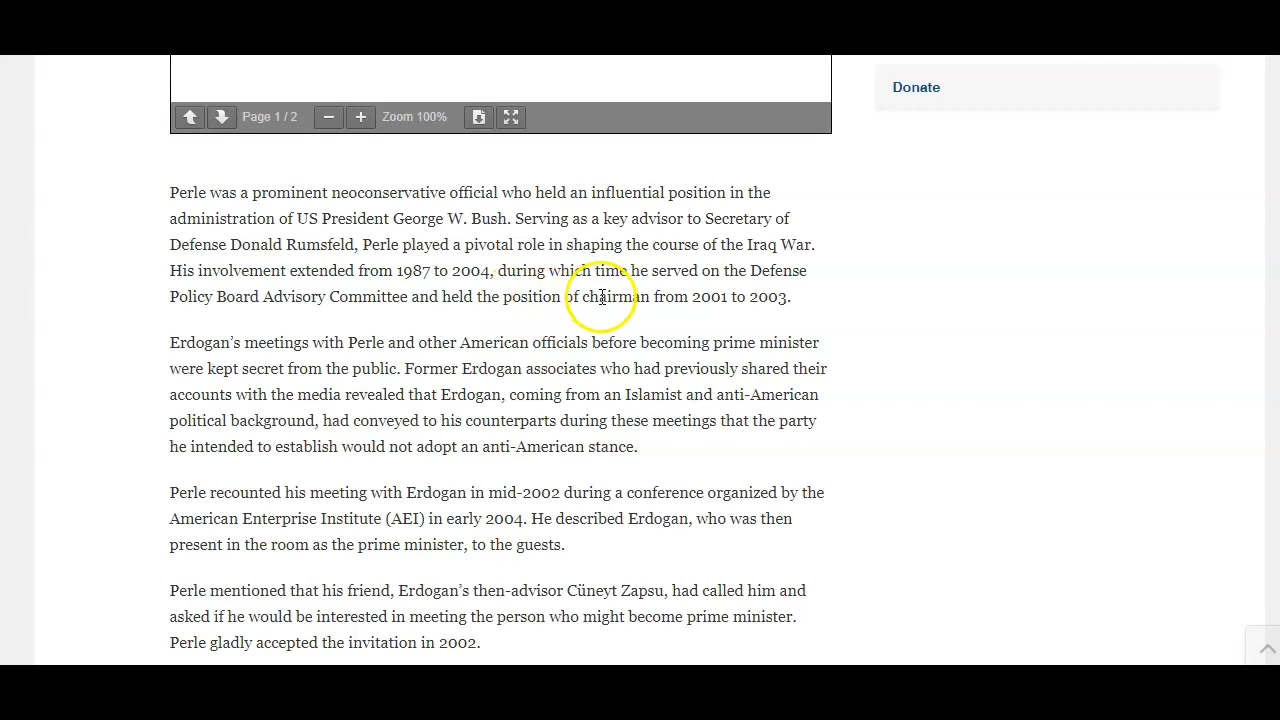 Donate
Page 1 / 2
Zoom 100%
Perle was a prominent neoconservative official who held an influential position in the
administration of US President George W. Bush. Serving as a key advisor to Secretary of
Defense Donald Rumsfeld, Perle played a pivotal role in shaping the course of the Iraq War.
His involvement extended from 1987 to 2004, during which time he served on the Defense
Policy Board Advisory Committee and held the position of chairman from 2001 to 2003.
Erdogan’s meetings with Perle and other American officials before becoming prime minister
were kept secret from the public. Former Erdogan associates who had previously shared their
accounts with the media revealed that Erdogan, coming from an Islamist and anti-American
political background, had conveyed to his counterparts during these meetings that the party
he intended to establish would not adopt an anti-American stance.
Perle recounted his meeting with Erdogan in mid-2002 during a conference organized by the
American Enterprise Institute (AEI) in early 2004. He described Erdogan, who was then
present in the room as the prime minister, to the guests.
Perle mentioned that his friend, Erdogan’s then-advisor Cüneyt Zapsu, had called him and
asked if he would be interested in meeting the person who might become prime minister.
Perle gladly accepted the invitation in 2002.